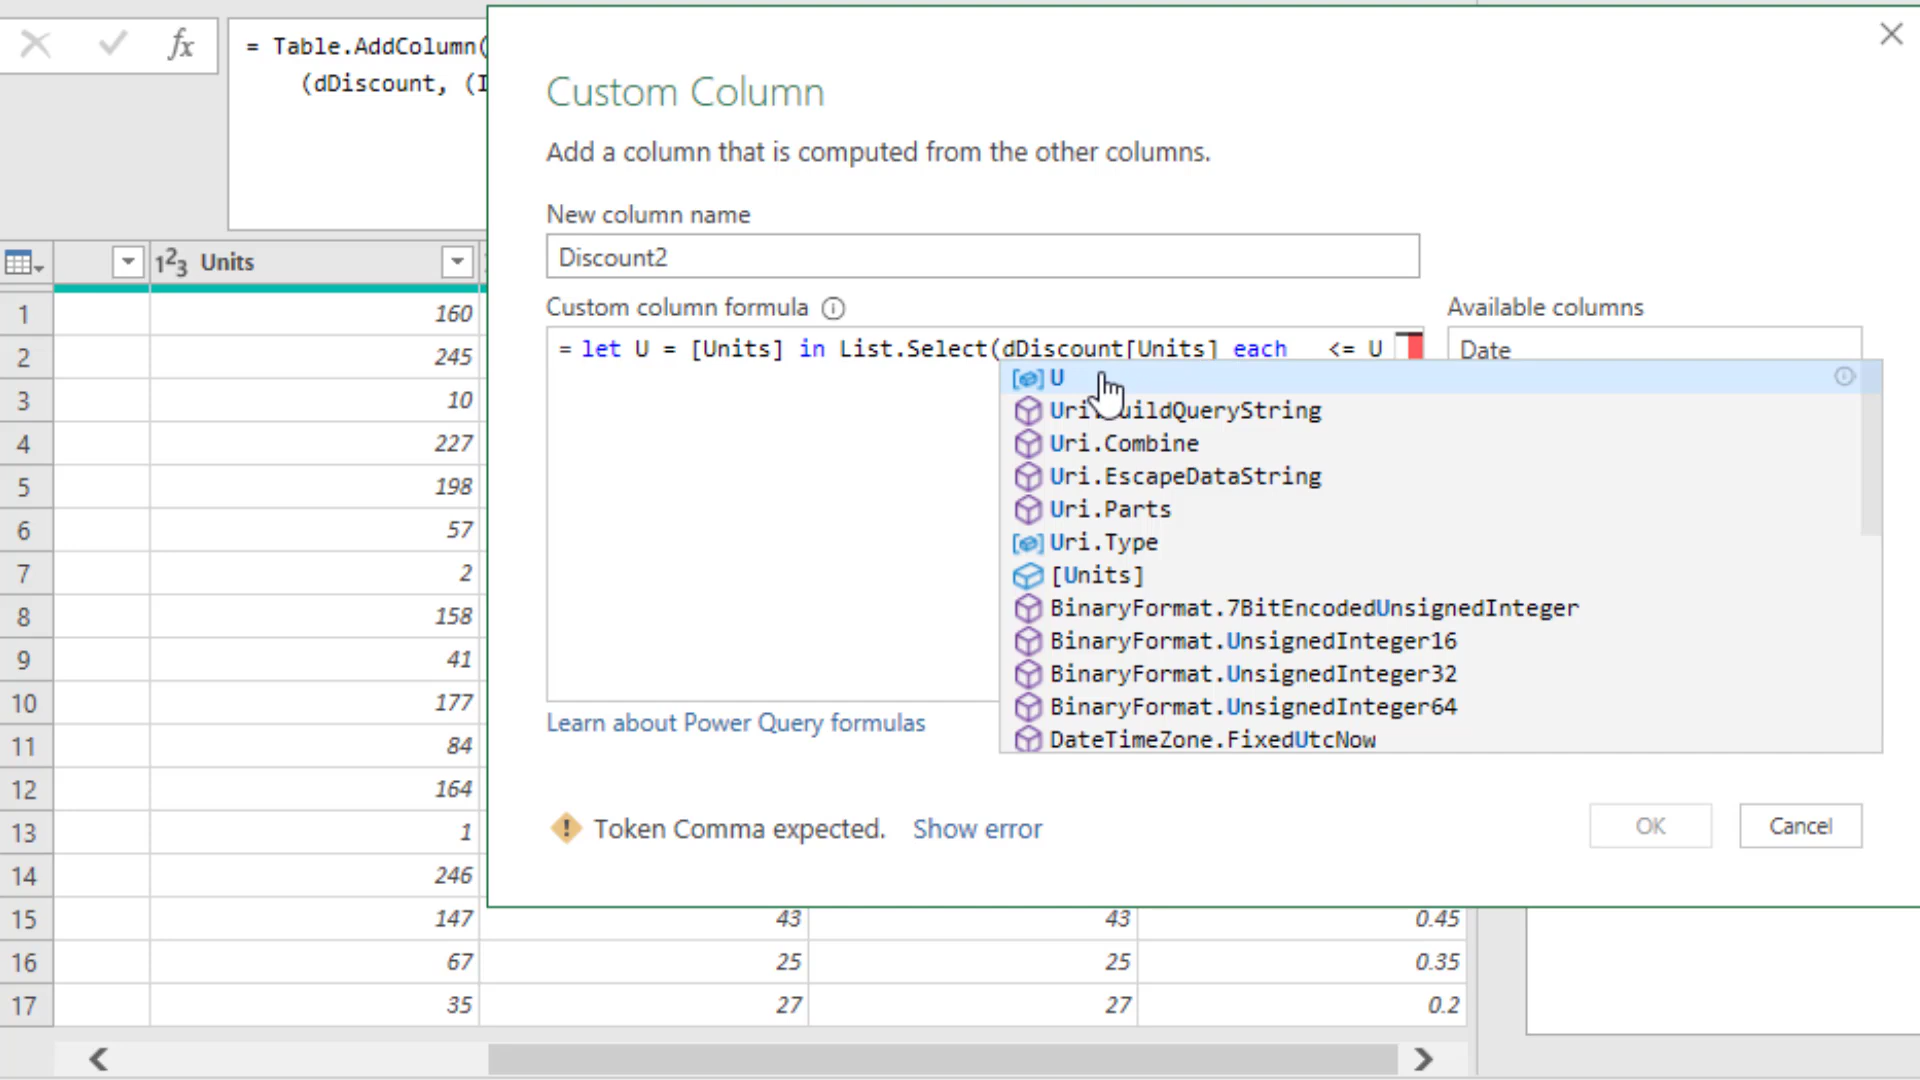 fx
= Table.AddColumn(
(dDiscount, (I
Custom Column
Add a column that is computed from the other columns.
New column name
Discount2
Custom column formula
Available columns
= let U = [Units] in List.Select(dDiscount[Units] each <= U
Date
U
Uri.BuildQueryString
Uri.Combine
Uri.EscapeDataString
Uri.Parts
Uri.Type
[Units]
BinaryFormat.7BitEncodedUnsignedInteger
BinaryFormat.UnsignedInteger16
BinaryFormat.UnsignedInteger32
BinaryFormat.UnsignedInteger64
DateTimeZone.FixedUtcNow
Learn about Power Query formulas
Token Comma expected. Show error
OK
Cancel
123 Units
1 160
2 245
3 10
4 227
5 198
6 57
7 2
8 158
9 41
10 177
11 84
12 164
13 1
14 246
15 147 43 43 0.45
16 67 25 25 0.35
17 35 27 27 0.2